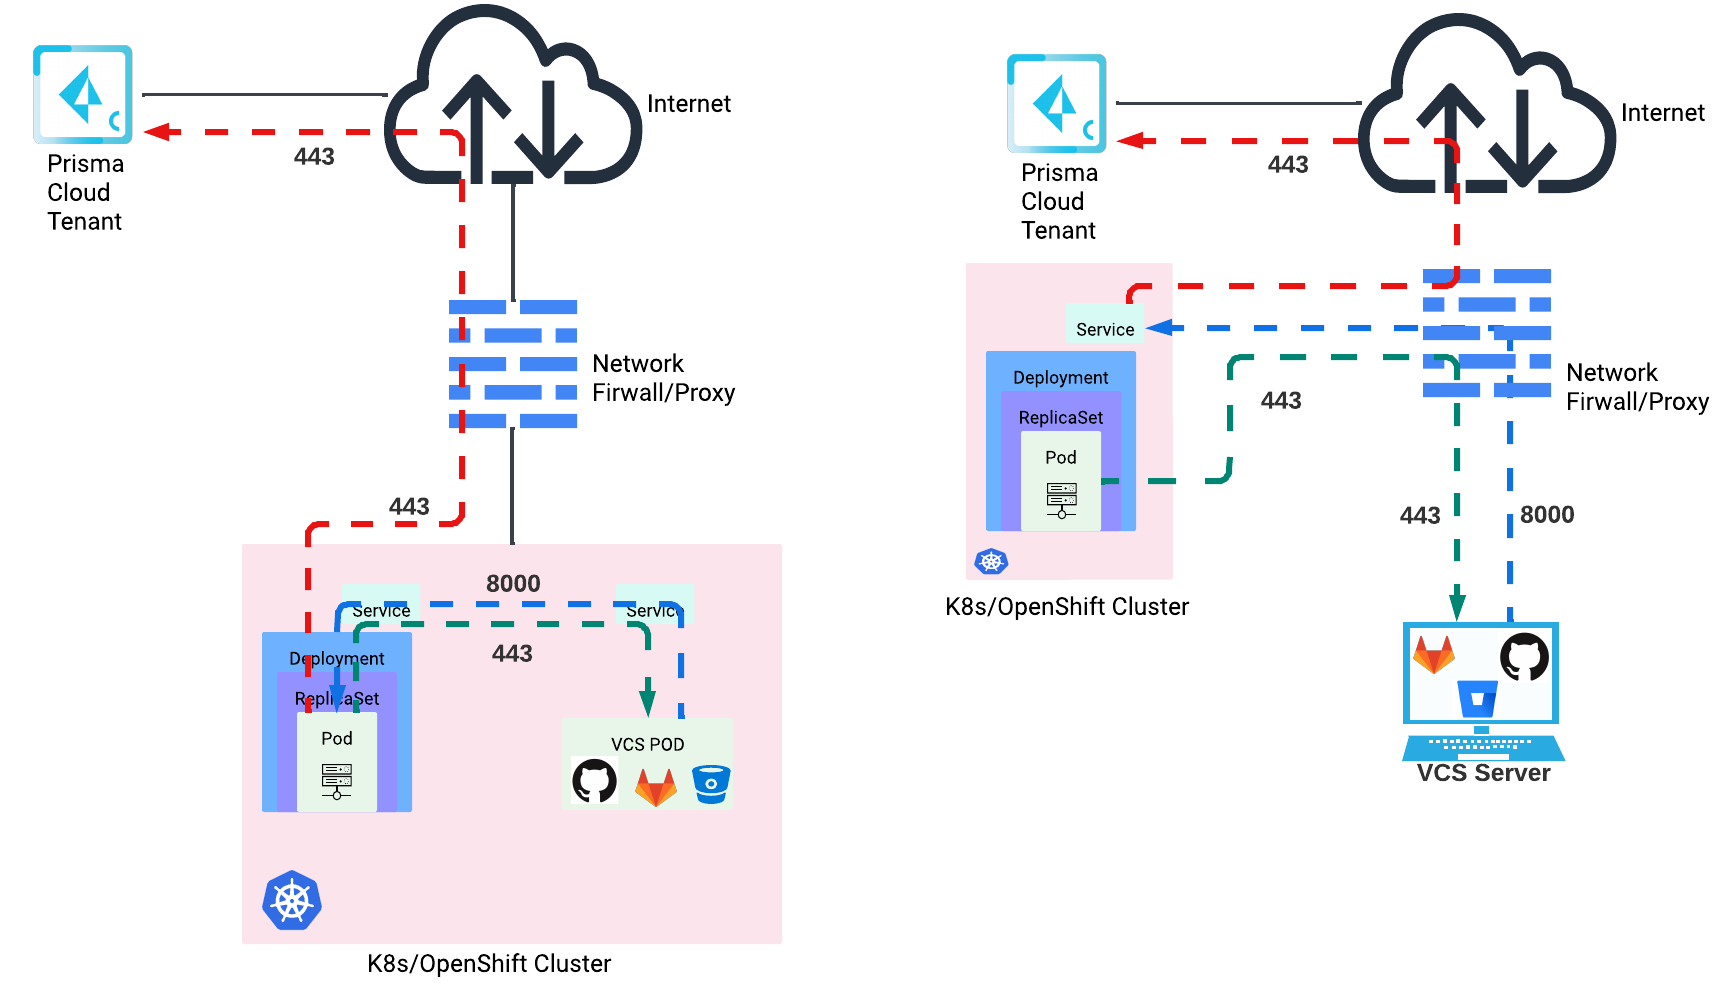 Internet
443
Prisma
Cloud
Tenant
Network
Firwall/Proxy
443
8000
Service
Service
443
Deployment
ReplicaSet
Pod
VCS POD
K8s/OpenShift Cluster
Internet
443
Prisma
Cloud
Tenant
Service
Deployment
ReplicaSet
Pod
443
Network
Firwall/Proxy
443
8000
K8s/OpenShift Cluster
VCS Server